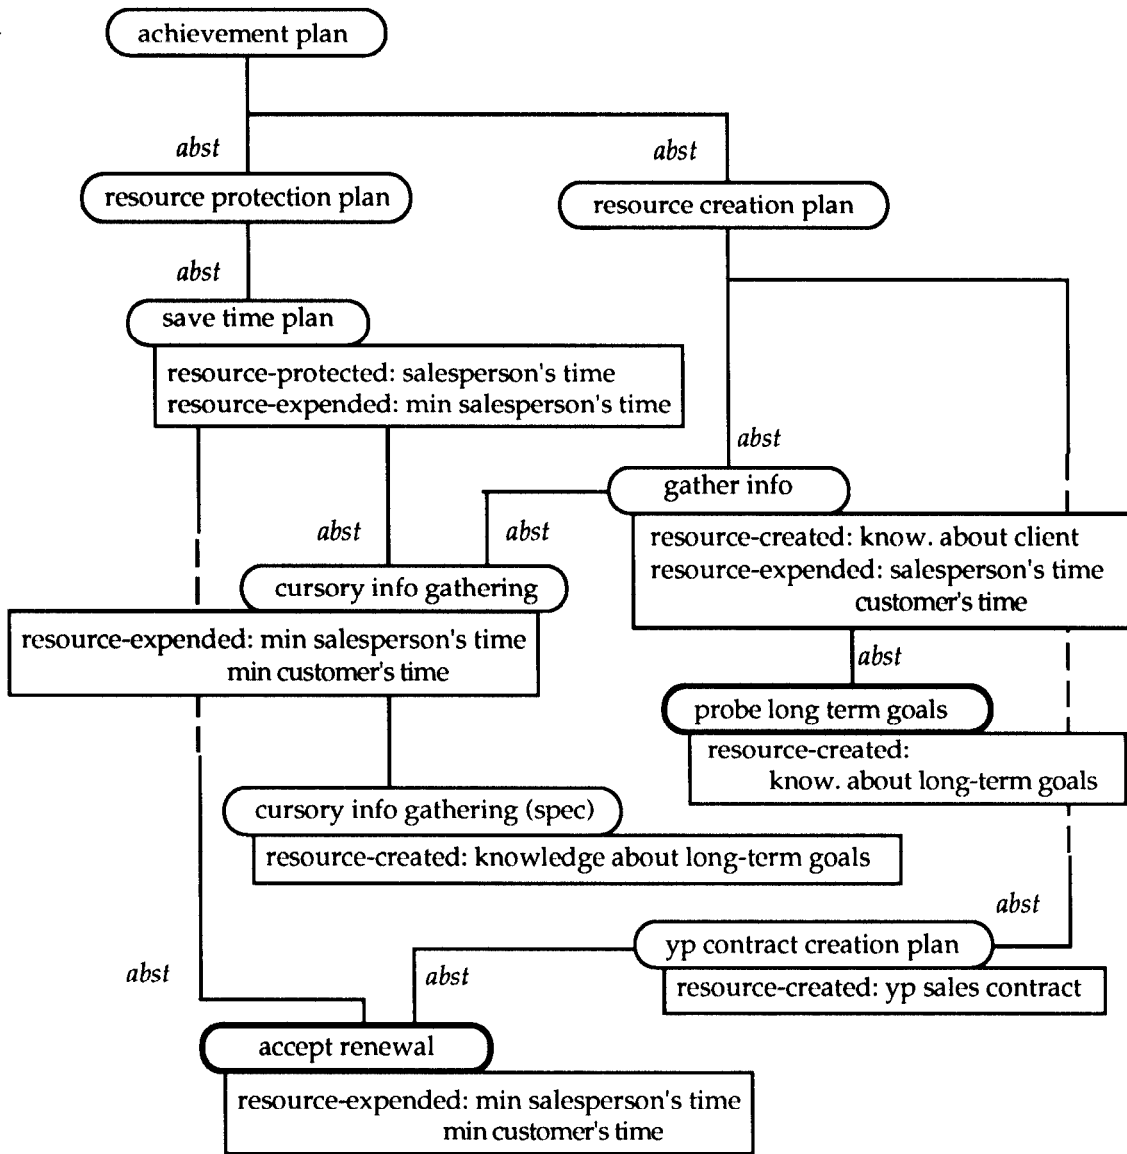 achievement plan
abst
abst
resource protection plan
resource creation plan
abst
save time plan
resource-protected: salesperson's time
resource-expended: min salesperson's time
abst
gather info
abst
abst
resource-created: know. about client
resource-expended: salesperson's time
customer's time
cursory info gathering
resource-expended: min salesperson's time
min customer's time
abst
probe long term goals
resource-created:
know. about long-term goals
cursory info gathering (spec)
resource-created: knowledge about long-term goals
abst
yp contract creation plan
abst
abst
resource-created: yp sales contract
accept renewal
resource-expended: min salesperson's time
min customer's time